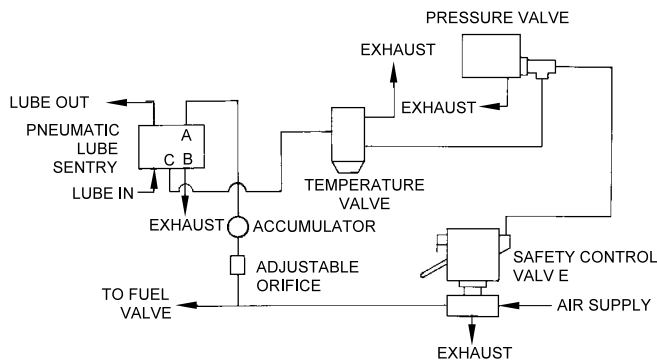 PRESSURE VALVE
EXHAUST
EXHAUST
LUBE OUT
PNEUMATIC
LUBE
SENTRY
A
C B
LUBE IN
EXHAUST
TEMPERATURE
VALVE
ACCUMULATOR
ADJUSTABLE
ORIFICE
SAFETY CONTROL
VALV E
TO FUEL
VALVE
AIR SUPPLY
EXHAUST